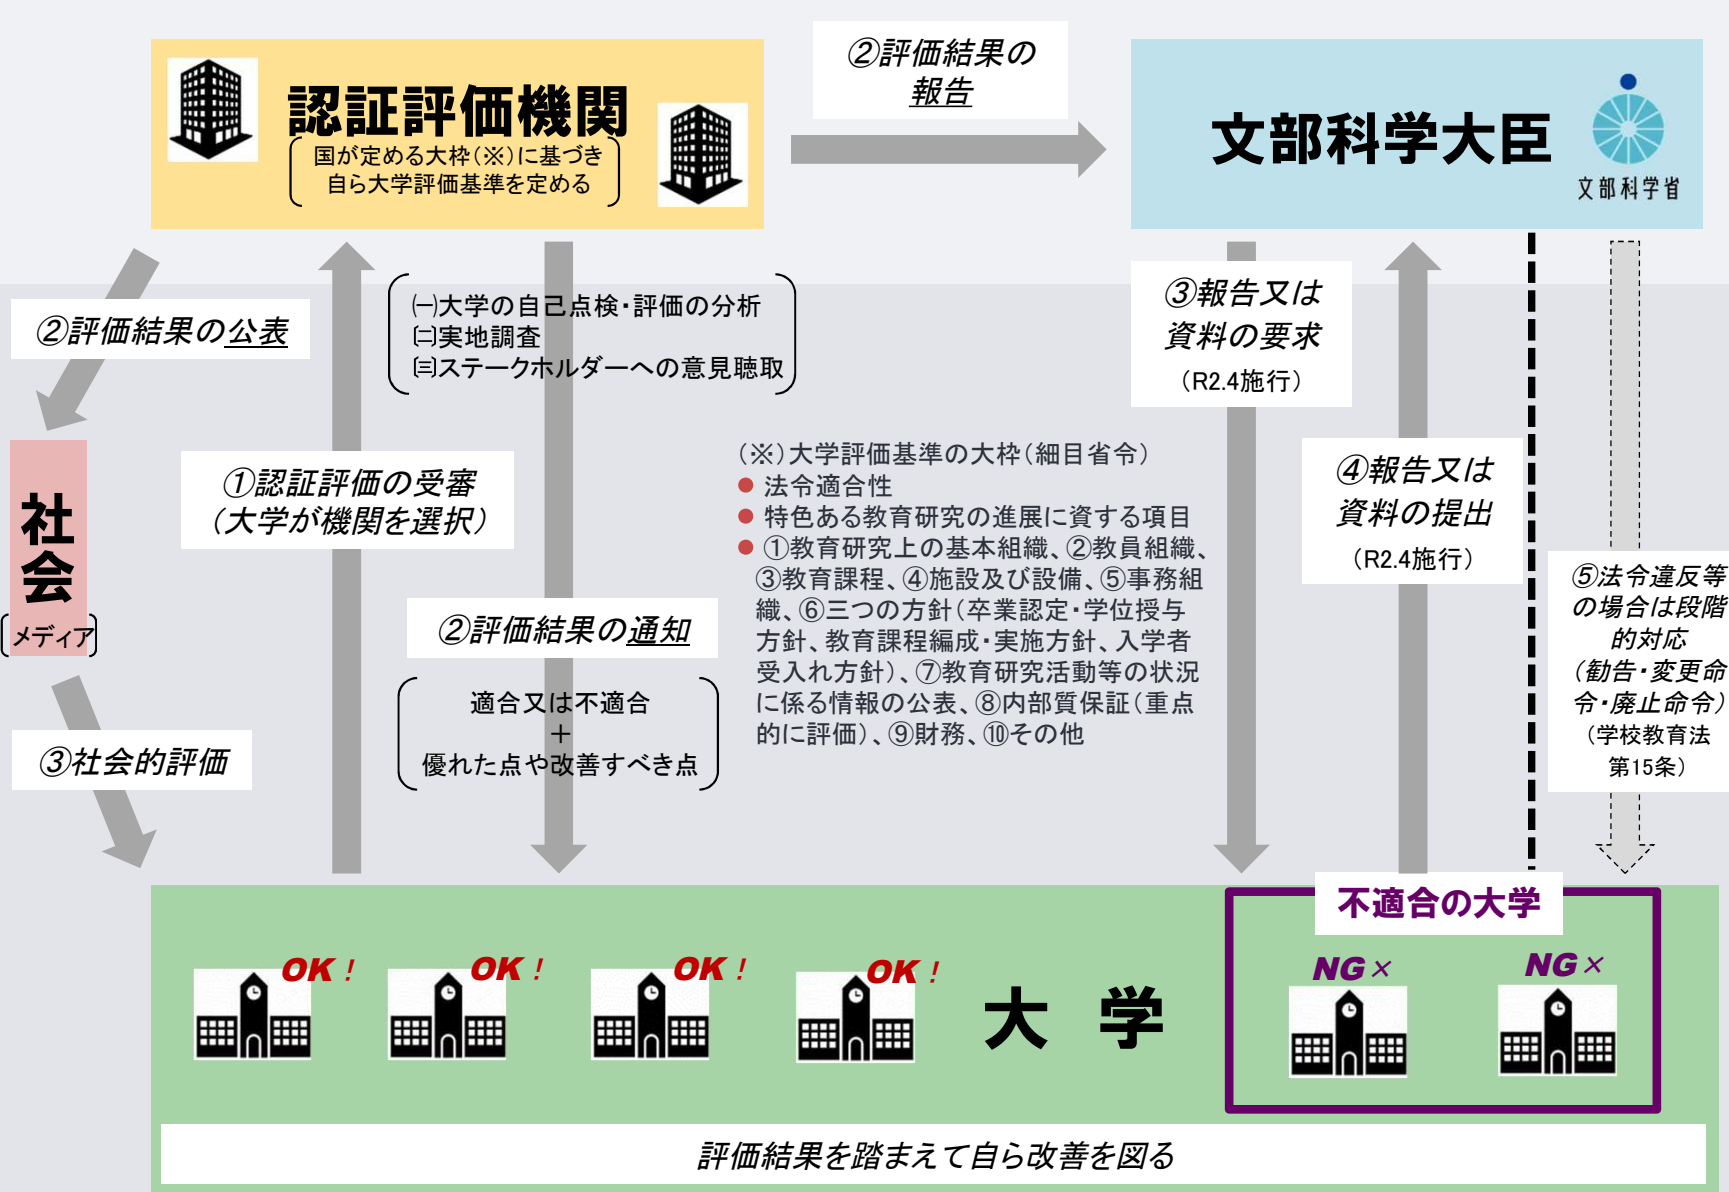 認証評価機関
国が定める大枠(※)に基づき
自ら大学評価基準を定める
②評価結果の
報告
文部科学大臣
文部科学省
②評価結果の公表
㈠大学の自己点検・評価の分析
㈡実地調査
㈢ステークホルダーへの意見聴取
③報告又は
資料の要求
(R2.4施行)
社会
メディア
①認証評価の受審
(大学が機関を選択)
(※)大学評価基準の大枠(細目省令)
● 法令適合性
● 特色ある教育研究の進展に資する項目
● ①教育研究上の基本組織、②教員組織、
③教育課程、④施設及び設備、⑤事務組
織、⑥三つの方針(卒業認定・学位授与
方針、教育課程編成・実施方針、入学者
受入れ方針)、⑦教育研究活動等の状況
に係る情報の公表、⑧内部質保証(重点
的に評価)、⑨財務、⑩その他
④報告又は
資料の提出
(R2.4施行)
⑤法令違反等
の場合は段階
的対応
(勧告・変更命
令・廃止命令)
(学校教育法
第15条)
②評価結果の通知
適合又は不適合
+
優れた点や改善すべき点
③社会的評価
不適合の大学
OK!
OK!
OK!
OK!
大 学
NG×
NG×
評価結果を踏まえて自ら改善を図る